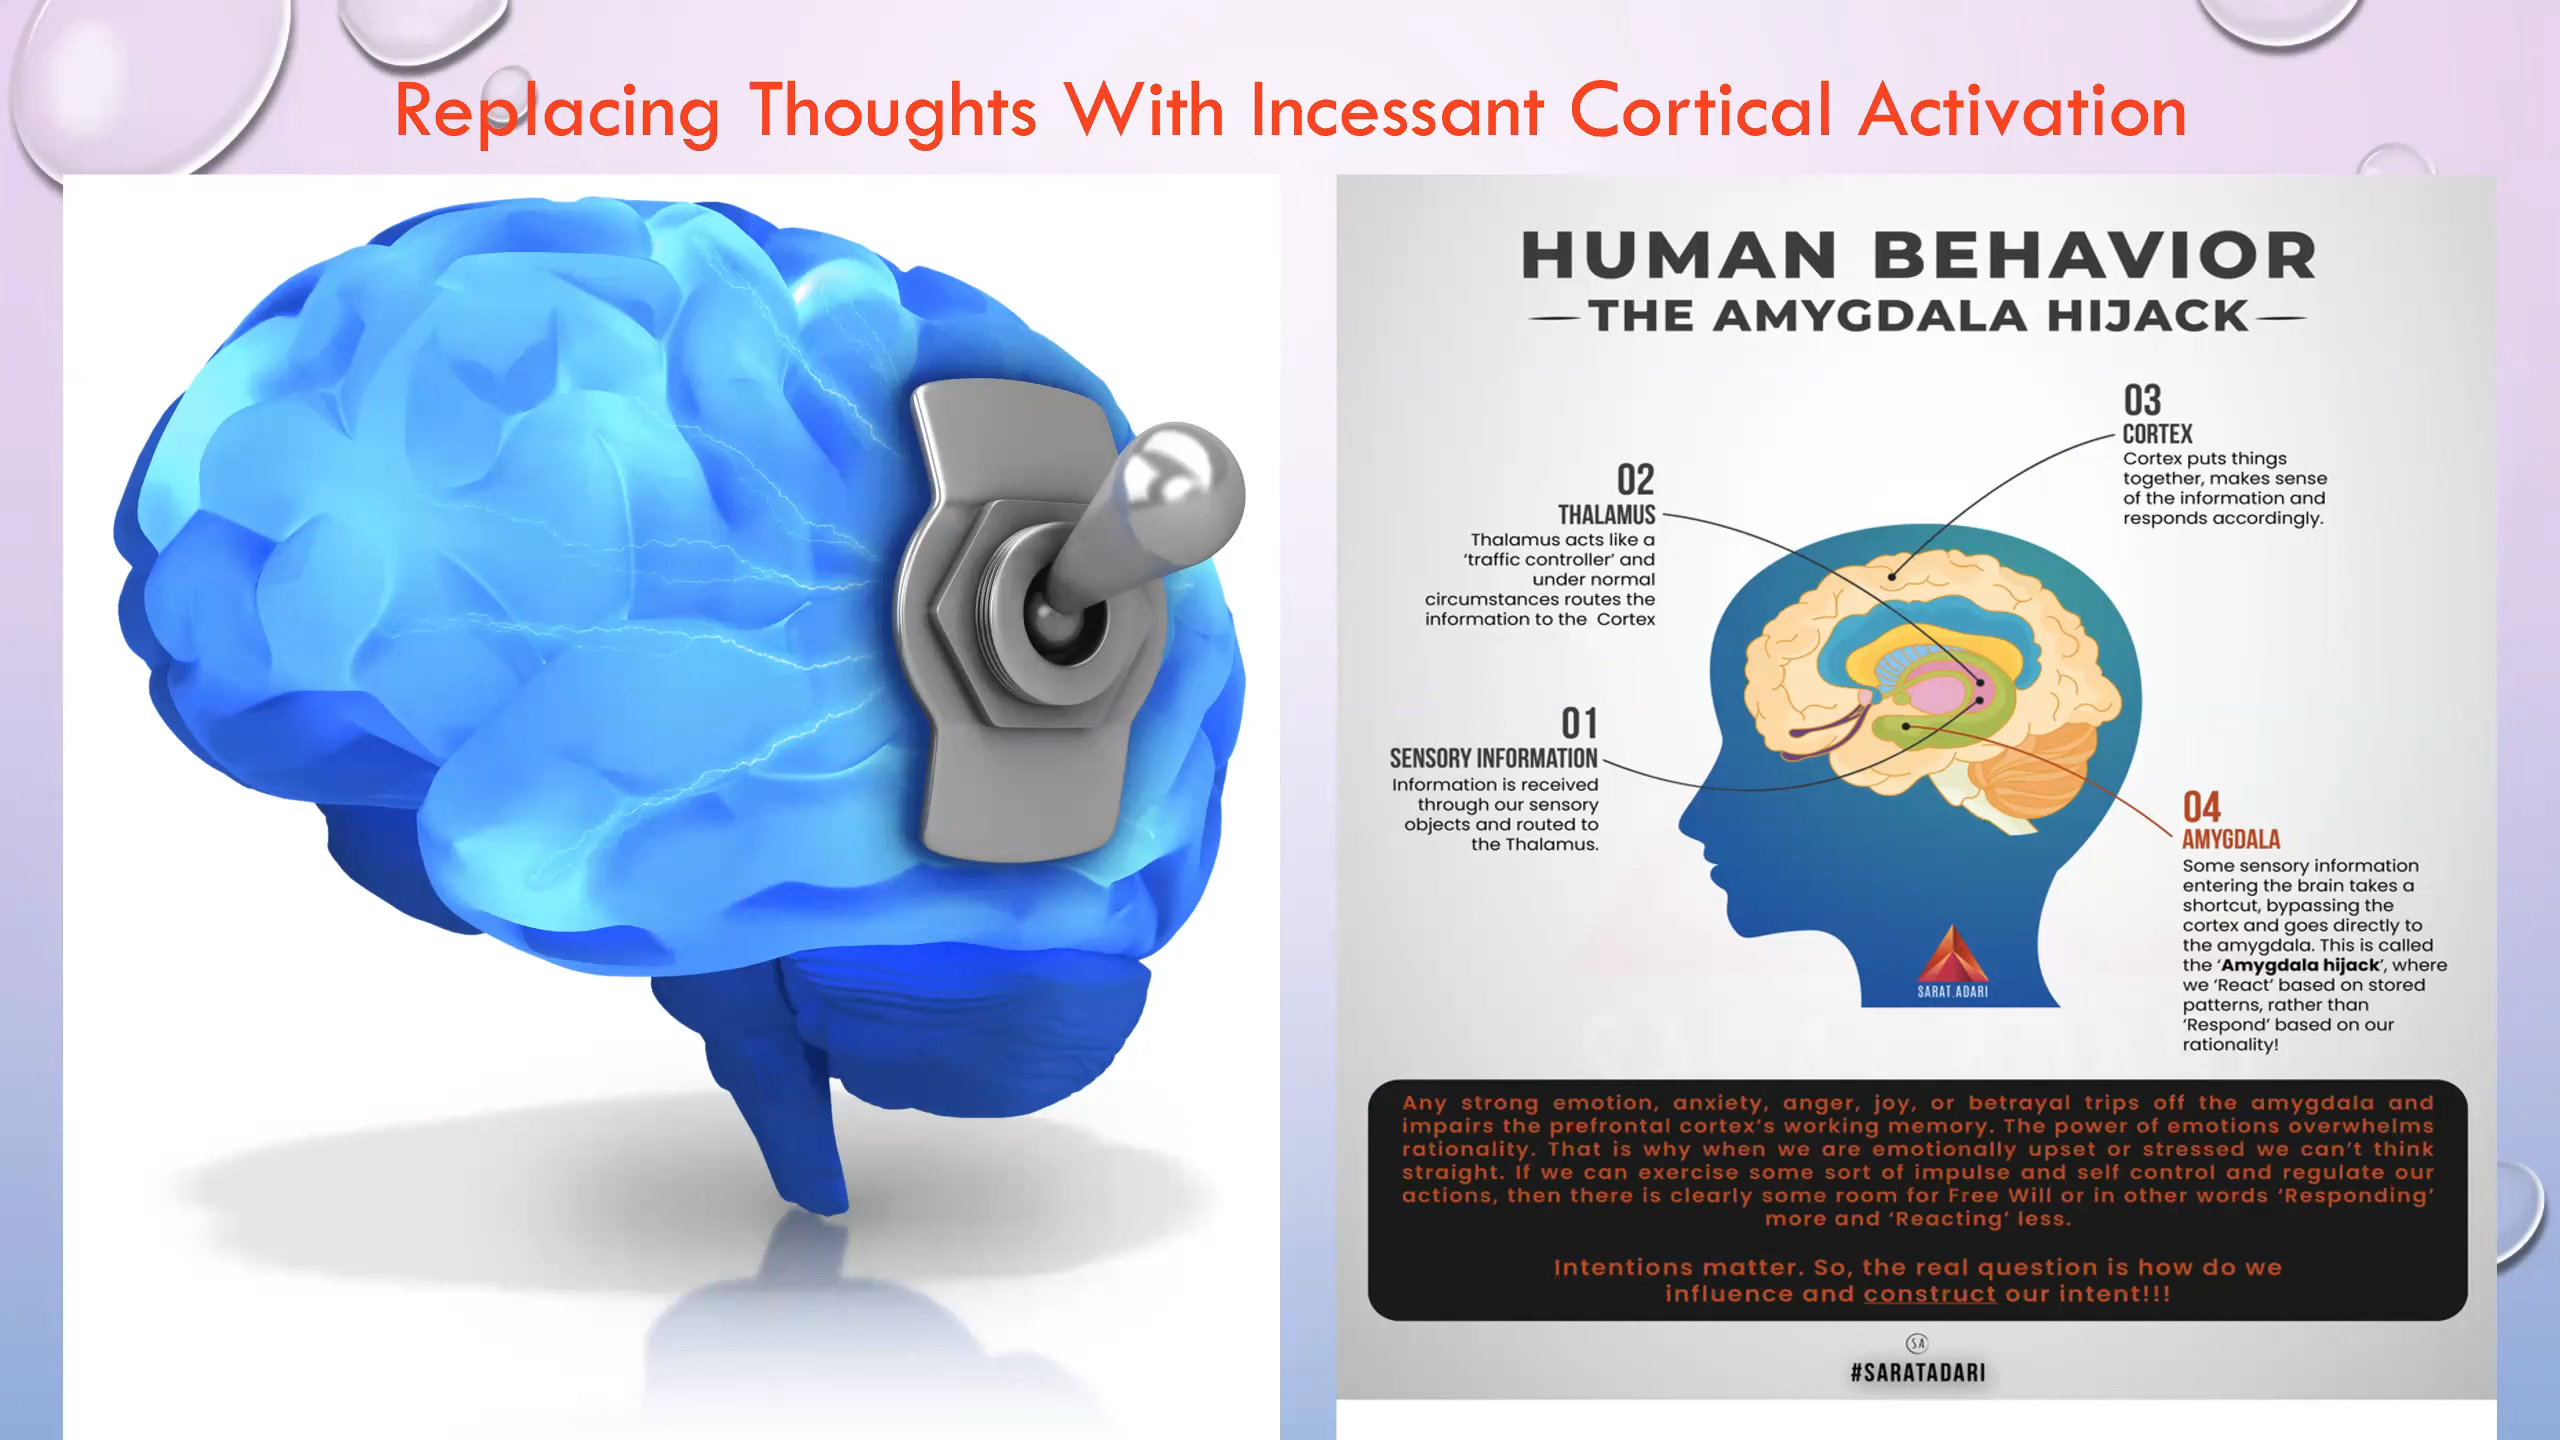 Replacing Thoughts With Incessant Cortical Activation
HUMAN BEHAVIOR
THE AMYGDALA HIJACK
03
CORTEX
Cortex puts things
together, makes sense
of the information and
responds accordingly.
02
THALAMUS
Thalamus acts like a
'traffic controller' and
under normal
circumstances routes the
information to the Cortex
01
SENSORY INFORMATION
Information is received
through our sensory
objects and routed to
the Thalamus.
04
AMYGDALA
Some sensory information
entering the brain takes a
shortcut, bypassing the
cortex and goes directly to
the amygdala. This is called
the 'Amygdala hijack', where
we 'React' based on stored
patterns, rather than
'Respond' based on our
rationality!
SARAT.ADARI
Any strong emotion, anxiety, anger, joy, or betrayal trips off the amygdala and
impairs the prefrontal cortex's working memory. The power of emotions overwhelms
rationality. That is why when we are emotionally upset or stressed we can't think
straight. If we can exercise some sort of impulse and self control and regulate our
actions, then there is clearly some room for Free Will or in other words 'Responding'
more and 'Reacting' less.
Intentions matter. So, the real question is how do we
influence and construct our intent!!!
SA
#SARATADARI